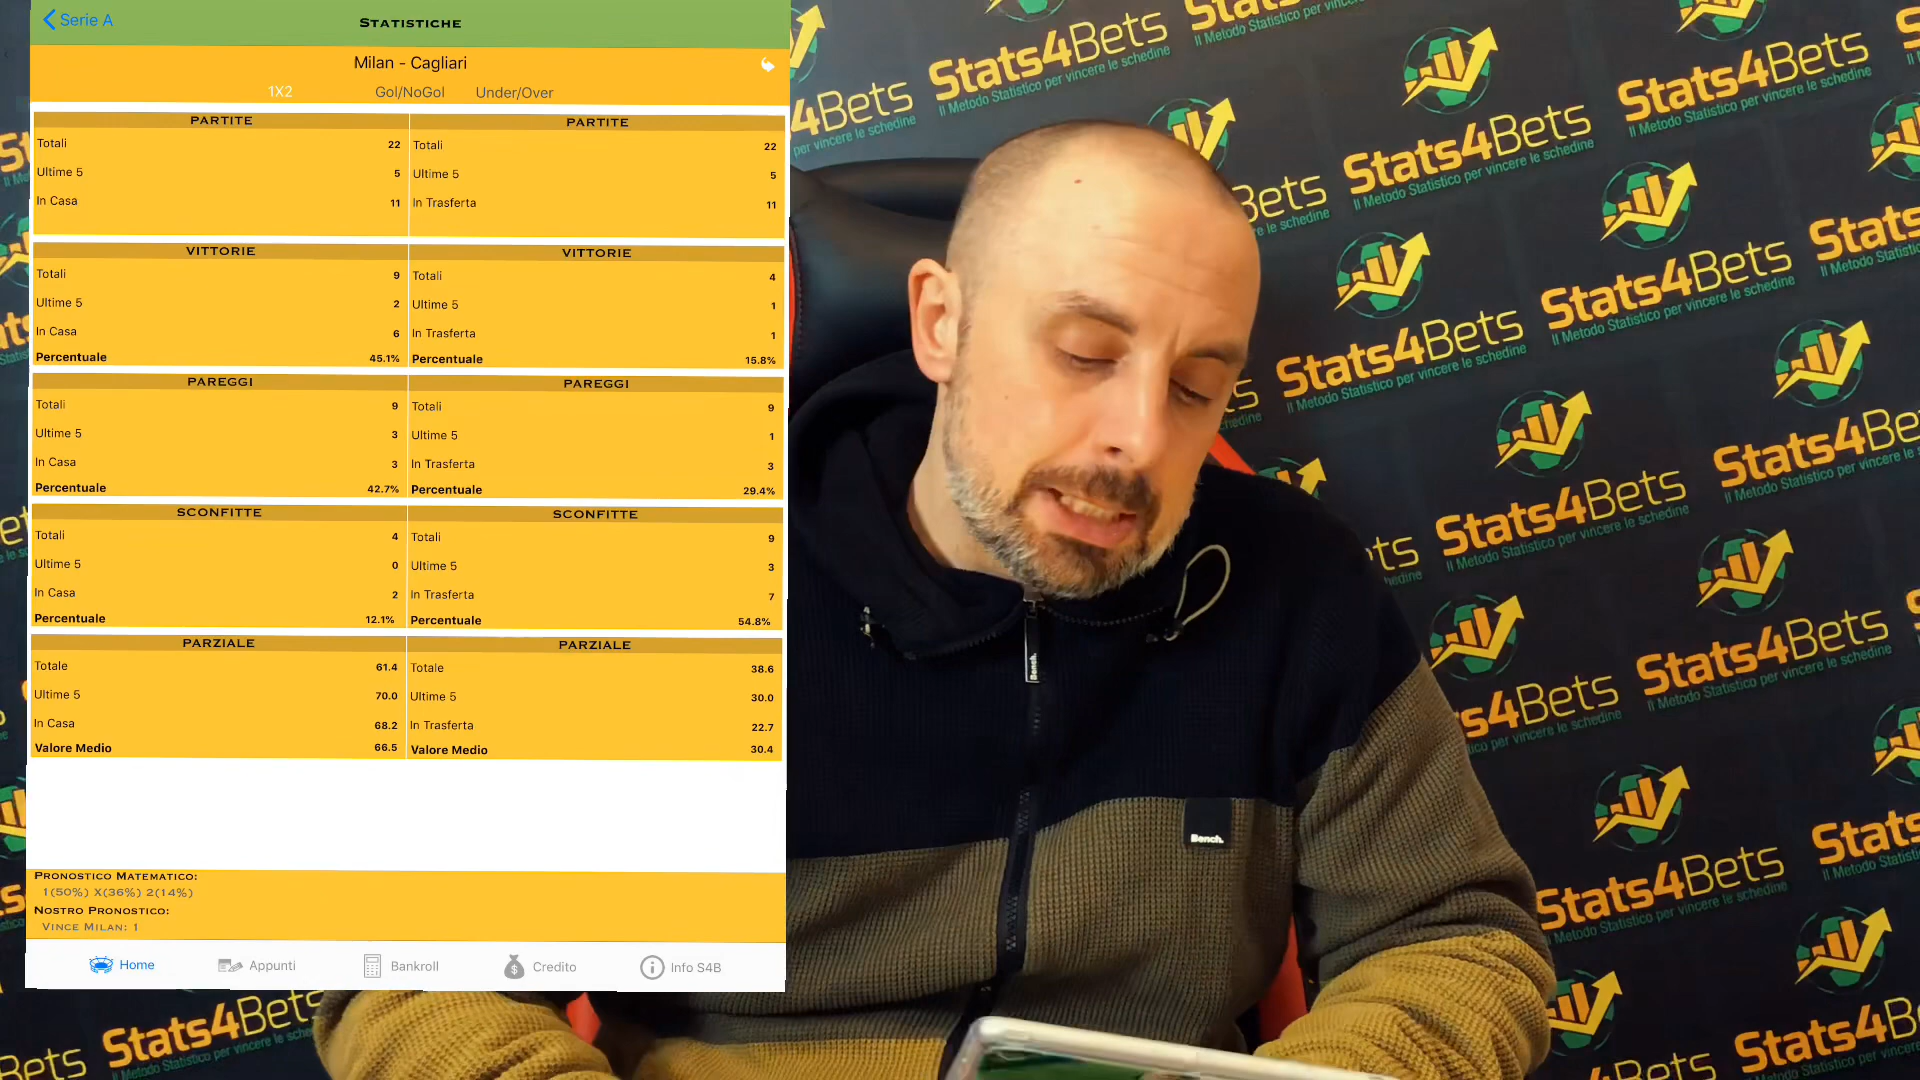 Serie A
Statistiche
Milan - Cagliari
1X2 Gol/NoGol Under/Over
Partite Partite
Totali 22 Totali 22
Ultime 5 5 Ultime 5 5
In Casa 11 In Trasferta 11
Vittorie Vittorie
Totali 9 Totali 4
Ultime 5 2 Ultime 5 1
In Casa 6 In Trasferta 1
Percentuale 45.1% Percentuale 15.8%
Pareggi Pareggi
Totali 9 Totali 9
Ultime 5 3 Ultime 5 1
In Casa 3 In Trasferta 3
Percentuale 42.7% Percentuale 29.4%
Sconfitte Sconfitte
Totali 4 Totali 9
Ultime 5 0 Ultime 5 3
In Casa 2 In Trasferta 7
Percentuale 12.1% Percentuale 54.8%
Parziale Parziale
Totale 61.4 Totale 38.6
Ultime 5 70.0 Ultime 5 30.0
In Casa 68.2 In Trasferta 22.7
Valore Medio 66.5 Valore Medio 30.4
Pronostico Matematico:
1(50%) X(36%) 2(14%)
Nostro Pronostico:
Vince Milan: 1
Home Appunti Bankroll Credito Info S4B
Stats4Bets
Il Metodo Statistico per vincere le schedine
Bench.
Bench.